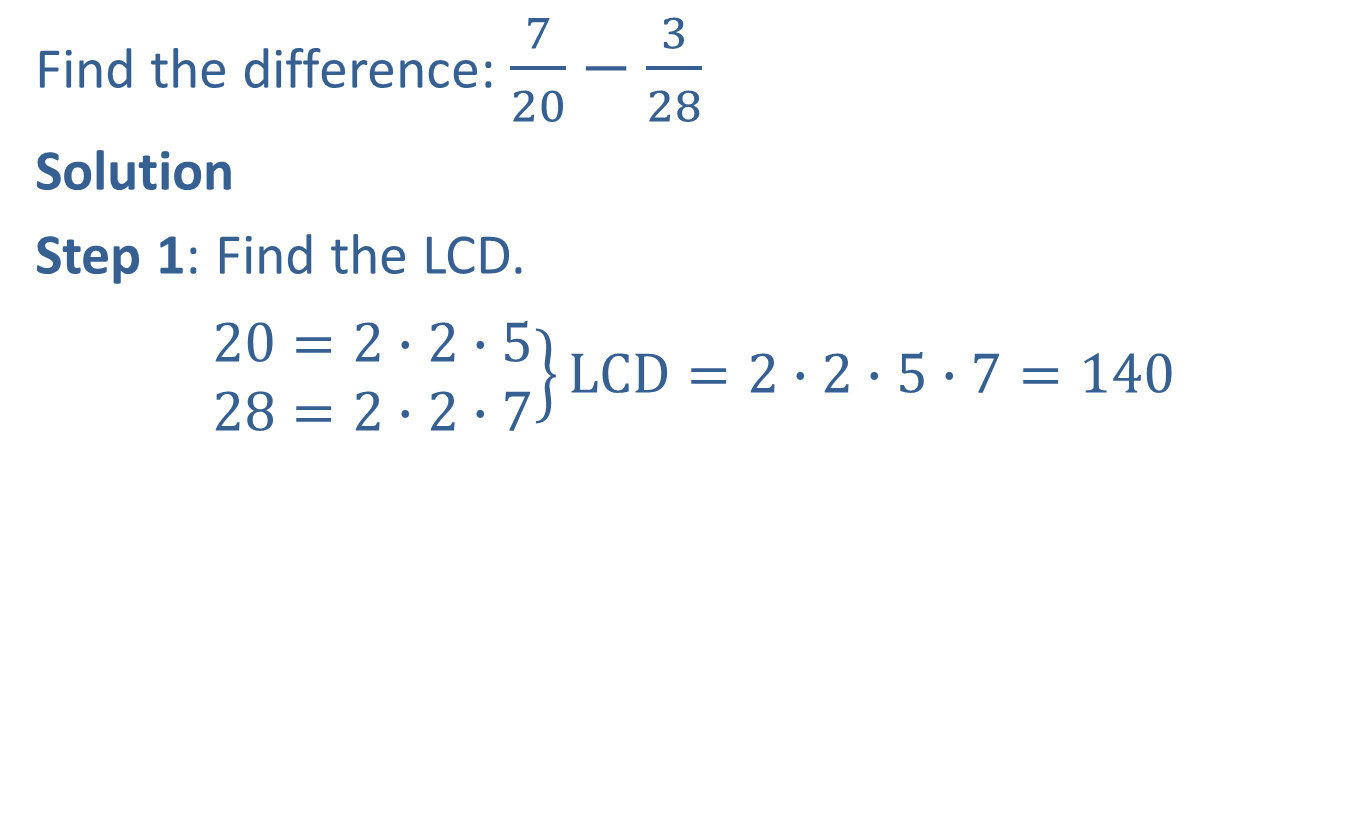 Find the difference: 7/20 − 3/28
Solution
Step 1: Find the LCD.
20 = 2 · 2 · 5
28 = 2 · 2 · 7
} LCD = 2 · 2 · 5 · 7 = 140